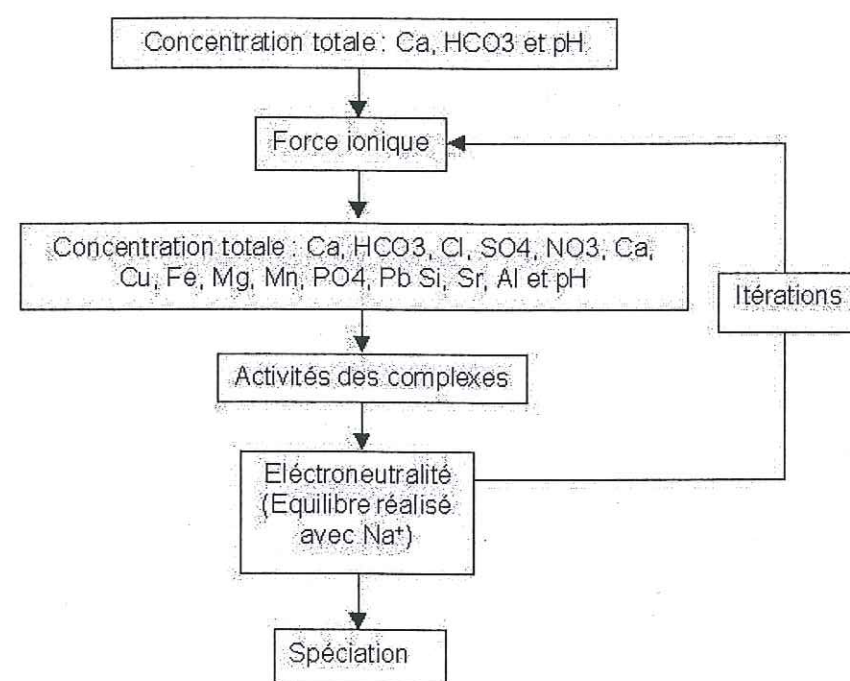 Concentration totale : Ca, HCO3 et pH
Force ionique
Concentration totale : Ca, HCO3, Cl, SO4, NO3, Ca,
Cu, Fe, Mg, Mn, PO4, Pb Si, Sr, Al et pH
Itérations
Activités des complexes
Eléctroneutralité
(Equilibre réalisé
avec Na⁺)
Spéciation